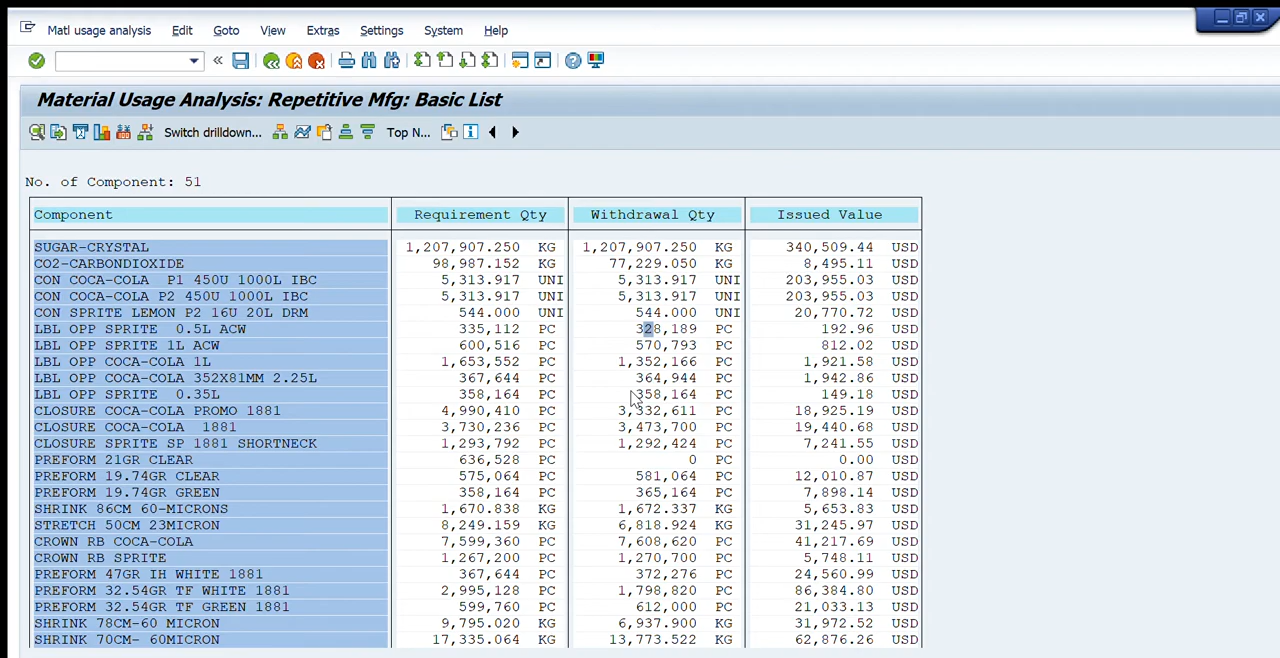 Matl usage analysis Edit Goto View Extras Settings System Help
Material Usage Analysis: Repetitive Mfg: Basic List
Switch drilldown... Top N...
No. of Component: 51
Component Requirement Qty Withdrawal Qty Issued Value
SUGAR-CRYSTAL 1,207,907.250 KG 1,207,907.250 KG 340,509.44 USD
CO2-CARBONDIOXIDE 98,987.152 KG 77,229.050 KG 8,495.11 USD
CON COCA-COLA  P1 450U 1000L IBC 5,313.917 UNI 5,313.917 UNI 203,955.03 USD
CON COCA-COLA P2 450U 1000L IBC 5,313.917 UNI 5,313.917 UNI 203,955.03 USD
CON SPRITE LEMON P2 16U 20L DRM 544.000 UNI 544.000 UNI 20,770.72 USD
LBL OPP SPRITE  0.5L ACW 335,112 PC 328,189 PC 192.96 USD
LBL OPP SPRITE 1L ACW 600,516 PC 570,793 PC 812.02 USD
LBL OPP COCA-COLA 1L 1,653,552 PC 1,352,166 PC 1,921.58 USD
LBL OPP COCA-COLA 352X81MM 2.25L 367,644 PC 364,944 PC 1,942.86 USD
LBL OPP SPRITE  0.35L 358,164 PC 358,164 PC 149.18 USD
CLOSURE COCA-COLA PROMO 1881 4,990,410 PC 3,332,611 PC 18,925.19 USD
CLOSURE COCA-COLA  1881 3,730,236 PC 3,473,700 PC 19,440.68 USD
CLOSURE SPRITE SP 1881 SHORTNECK 1,293,792 PC 1,292,424 PC 7,241.55 USD
PREFORM 21GR CLEAR 636,528 PC 0 PC 0.00 USD
PREFORM 19.74GR CLEAR 575,064 PC 581,064 PC 12,010.87 USD
PREFORM 19.74GR GREEN 358,164 PC 365,164 PC 7,898.14 USD
SHRINK 86CM 60-MICRONS 1,670.838 KG 1,672.337 KG 5,653.83 USD
STRETCH 50CM 23MICRON 8,249.159 KG 6,818.924 KG 31,245.97 USD
CROWN RB COCA-COLA 7,599,360 PC 7,608,620 PC 41,217.69 USD
CROWN RB SPRITE 1,267,200 PC 1,270,700 PC 5,748.11 USD
PREFORM 47GR IH WHITE 1881 367,644 PC 372,276 PC 24,560.99 USD
PREFORM 32.54GR TF WHITE 1881 2,995,128 PC 1,798,820 PC 86,384.80 USD
PREFORM 32.54GR TF GREEN 1881 599,760 PC 612,000 PC 21,033.13 USD
SHRINK 78CM-60 MICRON 9,795.020 KG 6,937.900 KG 31,972.52 USD
SHRINK 70CM- 60MICRON 17,335.064 KG 13,773.522 KG 62,876.26 USD